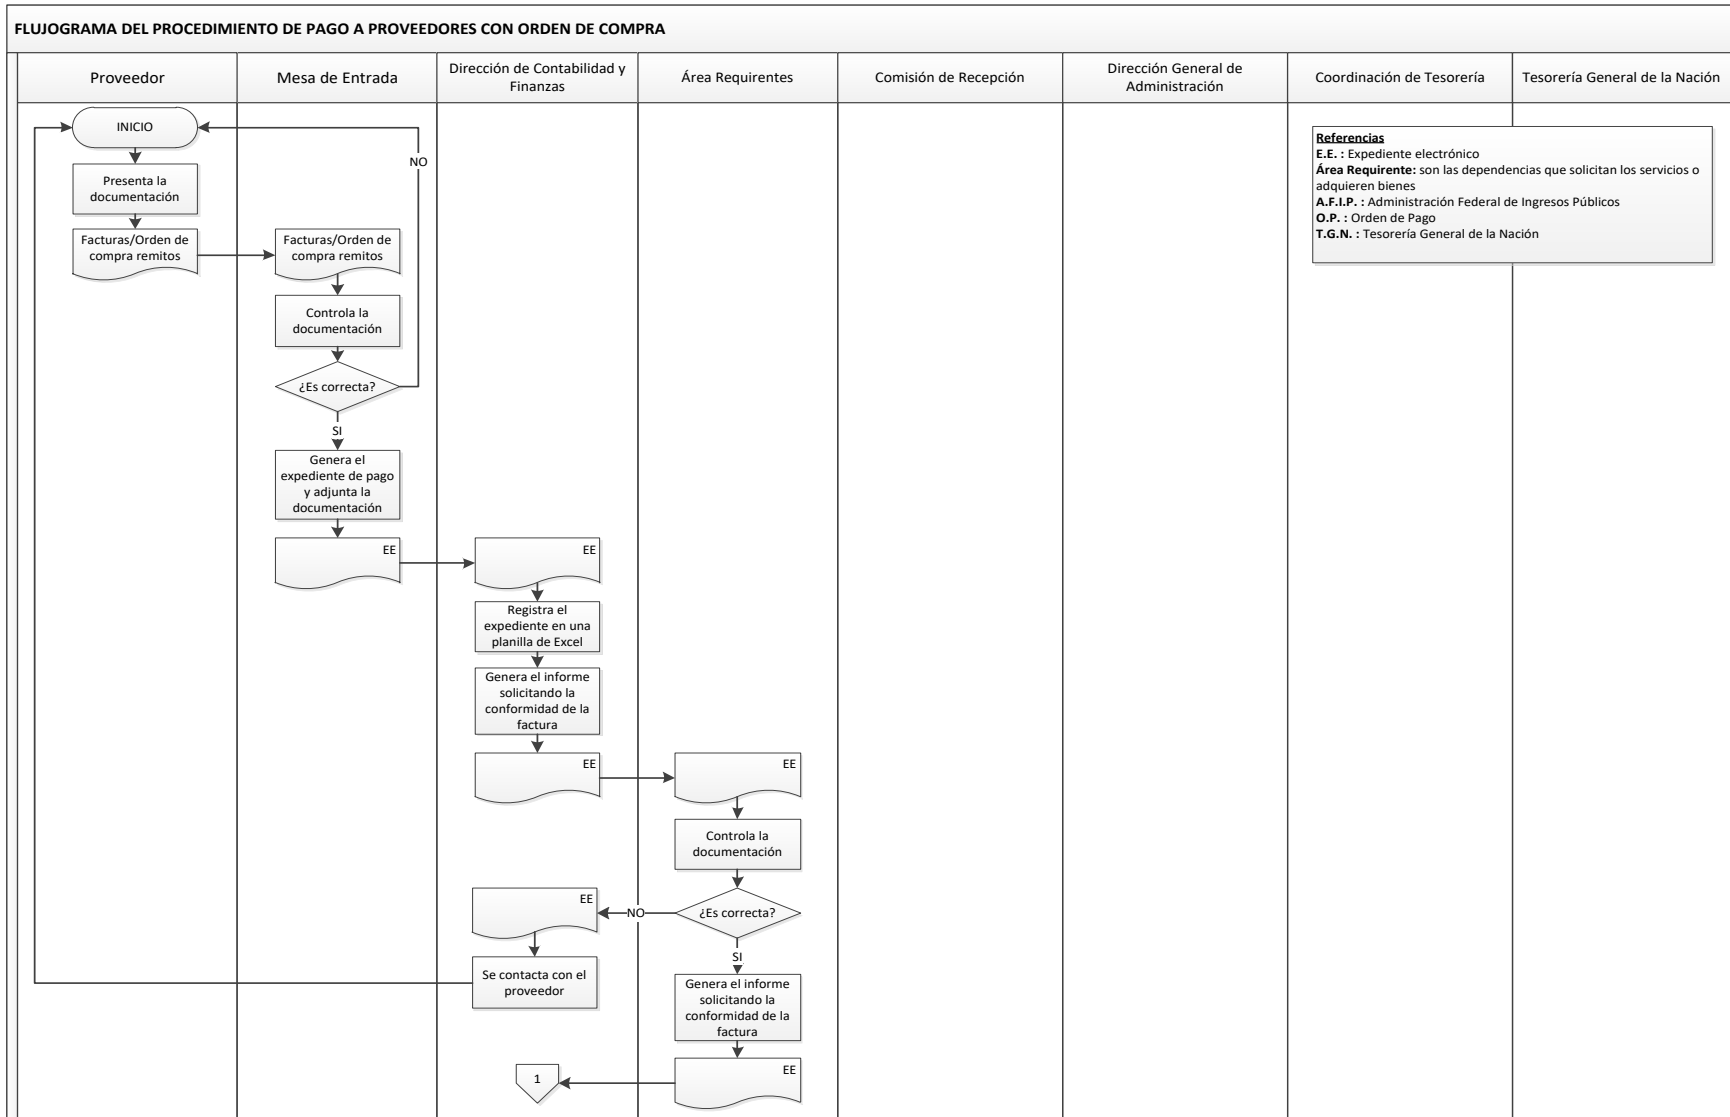 FLUJOGRAMA DEL PROCEDIMIENTO DE PAGO A PROVEEDORES CON ORDEN DE COMPRA
Proveedor
Mesa de Entrada
Dirección de Contabilidad y
Finanzas
Área Requirentes
Comisión de Recepción
Dirección General de
Administración
Coordinación de Tesorería
Tesorería General de la Nación
INICIO
NO
Referencias
E.E. : Expediente electrónico
Área Requirente: son las dependencias que solicitan los servicios o
adquieren bienes
A.F.I.P. : Administración Federal de Ingresos Públicos
O.P. : Orden de Pago
T.G.N. : Tesorería General de la Nación
Presenta la
documentación
Facturas/Orden de
compra remitos
Facturas/Orden de
compra remitos
Controla la
documentación
¿Es correcta?
SI
Genera el
expediente de pago
y adjunta la
documentación
EE
EE
Registra el
expediente en una
planilla de Excel
Genera el informe
solicitando la
conformidad de la
factura
EE
EE
Controla la
documentación
¿Es correcta?
NO
EE
Se contacta con el
proveedor
SI
Genera el informe
solicitando la
conformidad de la
factura
EE
1